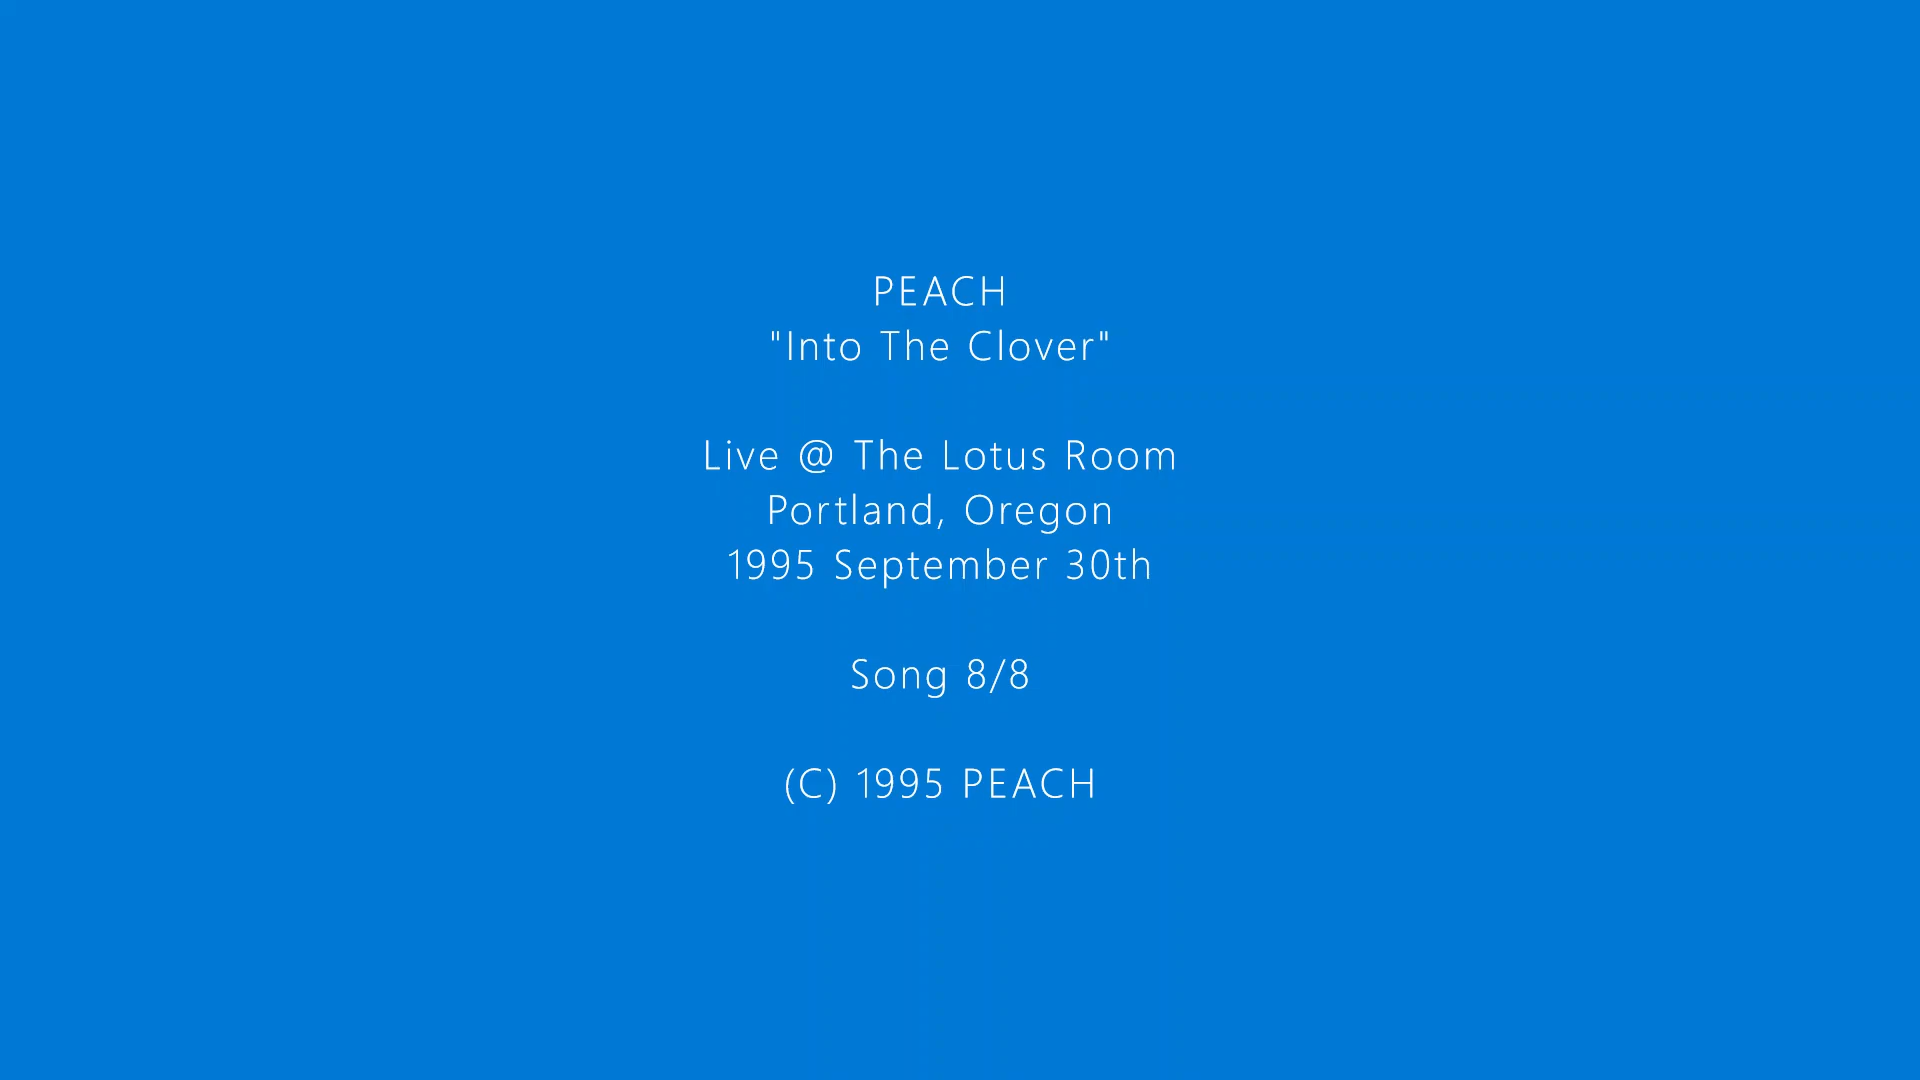 PEACH
"Into The Clover"
Live @ The Lotus Room
Portland, Oregon
1995 September 30th
Song 8/8
(C) 1995 PEACH